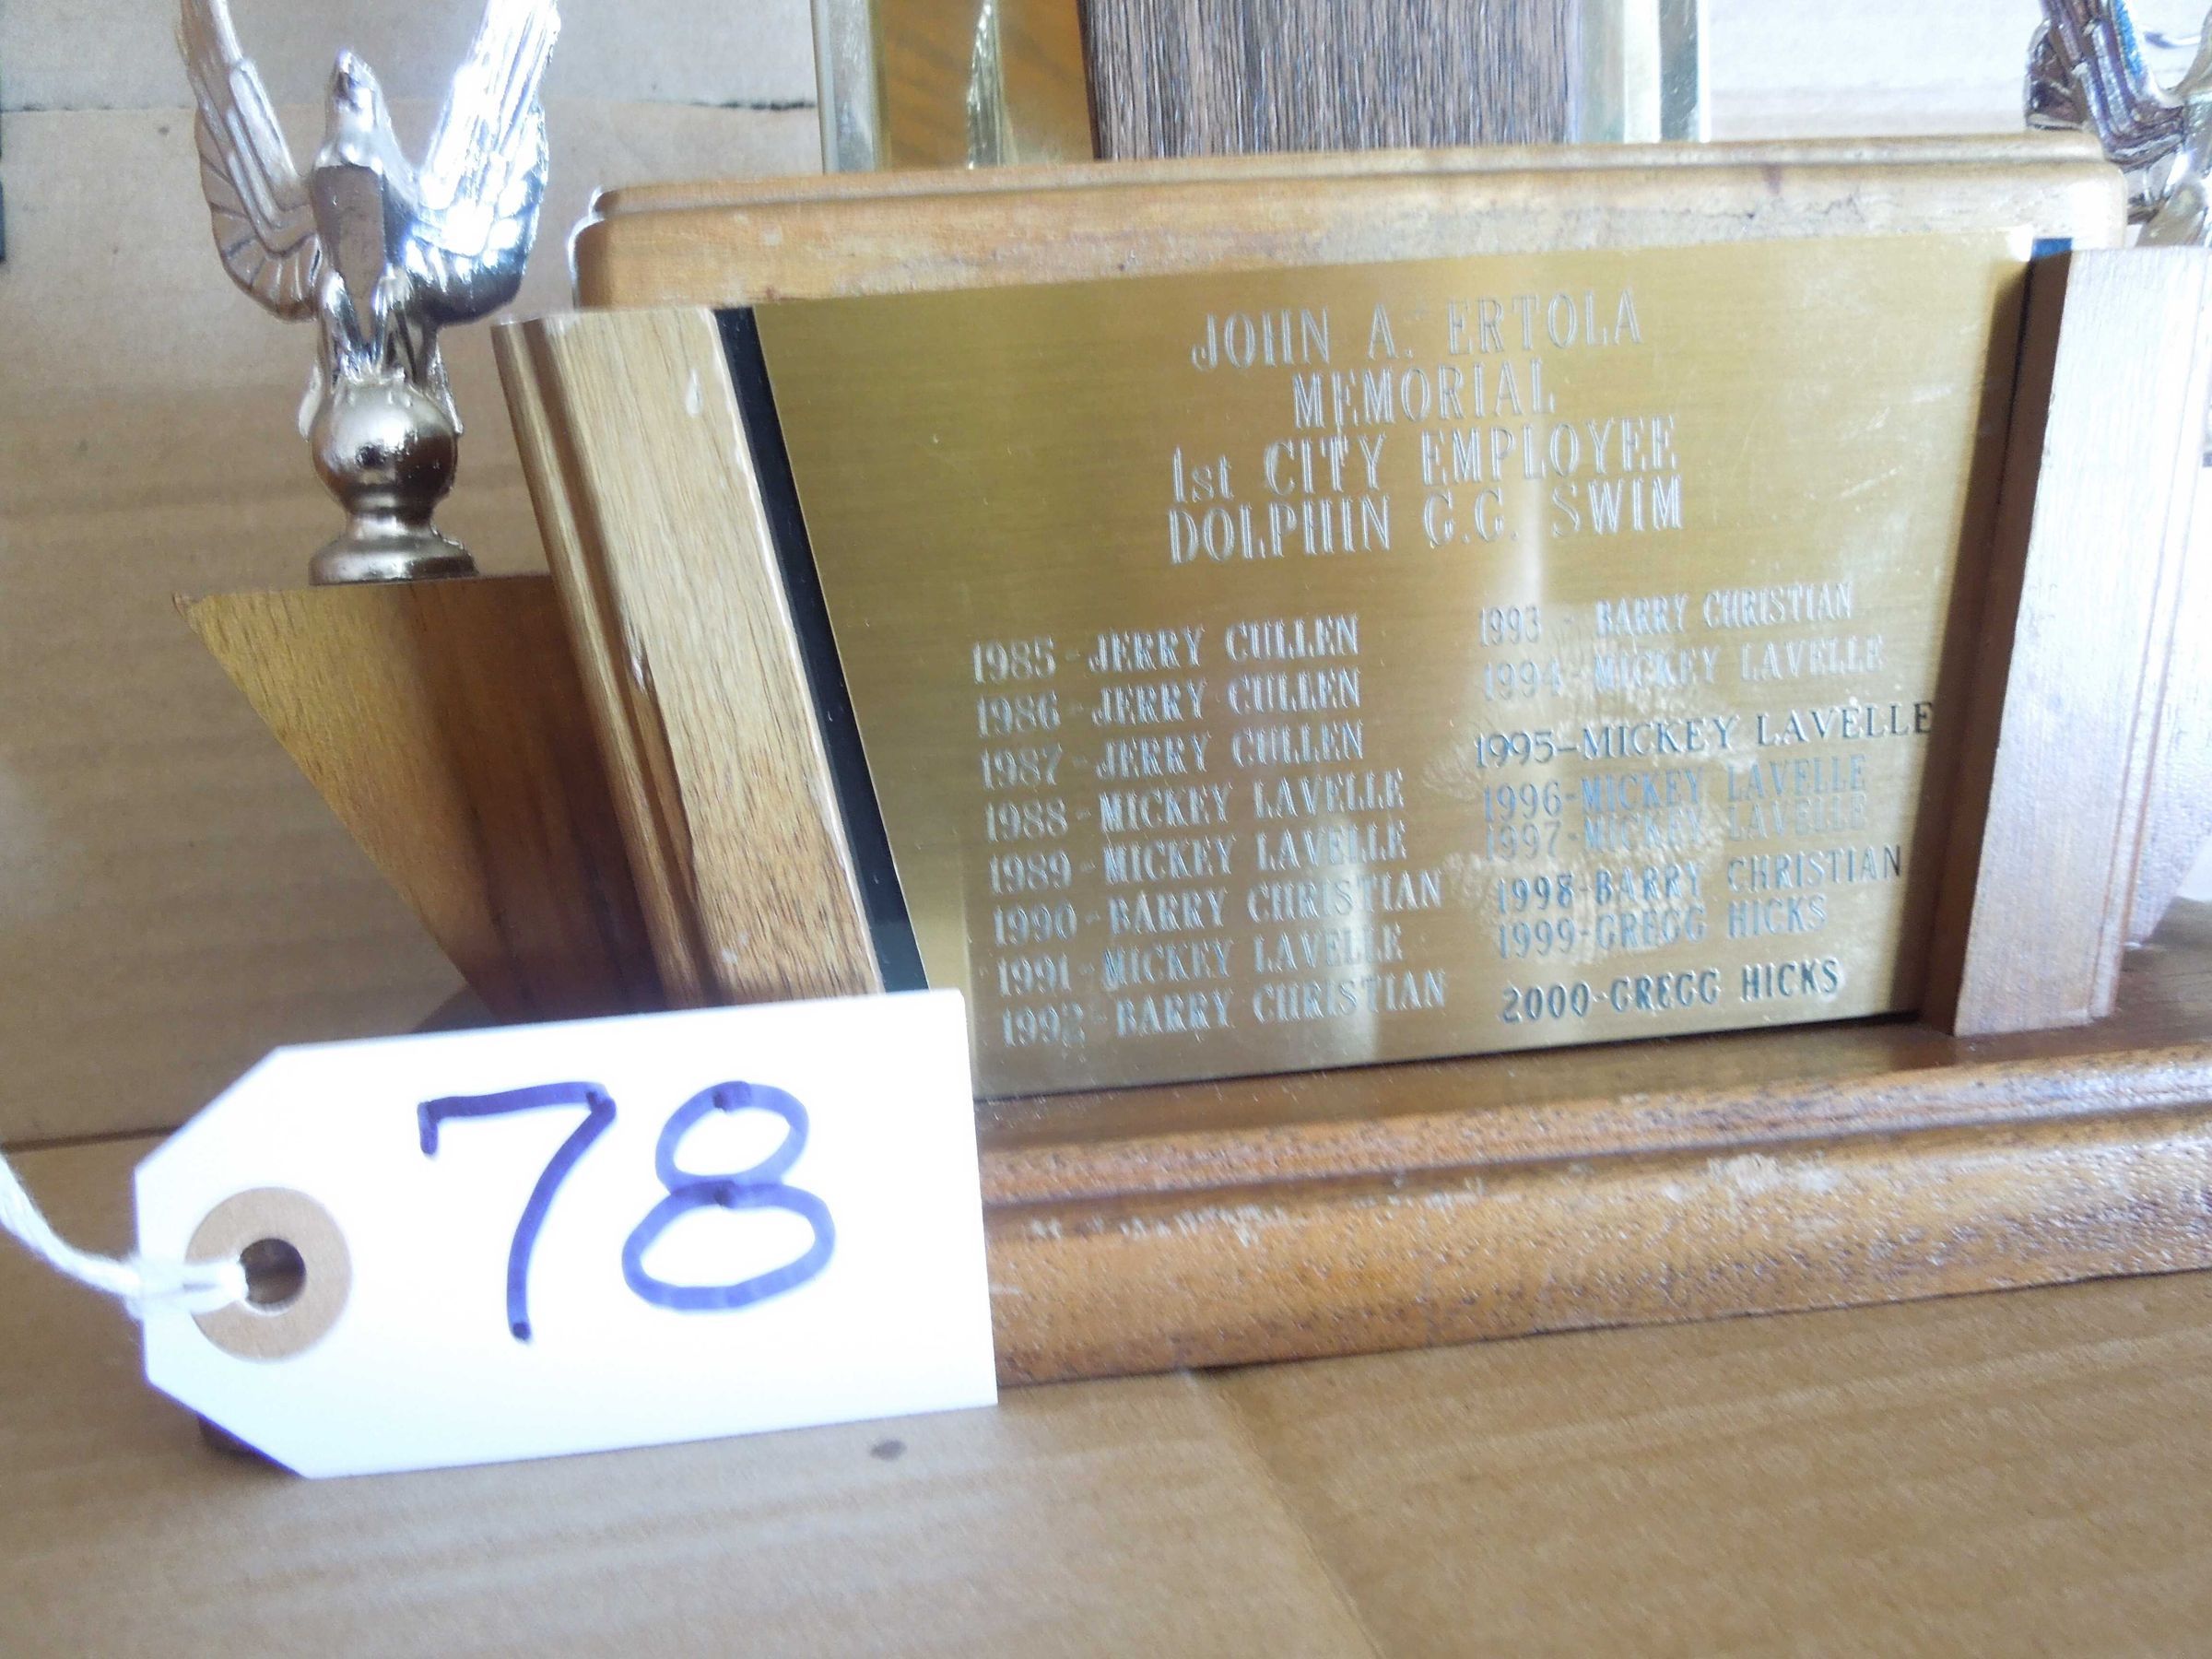 JOHN A. ERTOLA
MEMORIAL
1st CITY EMPLOYEE
DOLPHIN G.G. SWIM
1985-JERRY CULLEN
1986-JERRY CULLEN
1987-JERRY CULLEN
1988-MICKEY LAVELLE
1989-MICKEY LAVELLE
1990-BARRY CHRISTIAN
1991-MICKEY LAVELLE
1992-BARRY CHRISTIAN
1993-BARRY CHRISTIAN
1994-MICKEY LAVELLE
1995-MICKEY LAVELLE
1996-MICKEY LAVELLE
1997-MICKEY LAVELLE
1998-BARRY CHRISTIAN
1999-GREGG HICKS
2000-GREGG HICKS
78